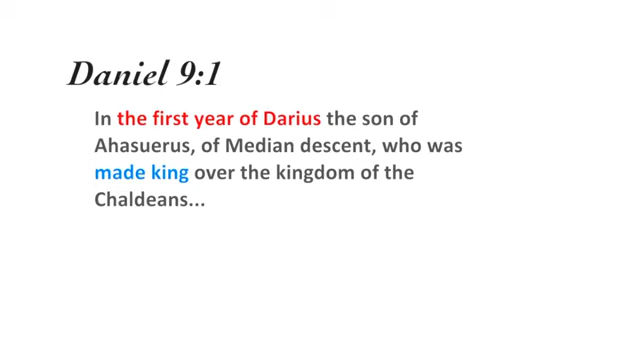 Daniel 9:1
In the first year of Darius the son of
Ahasuerus, of Median descent, who was
made king over the kingdom of the
Chaldeans...